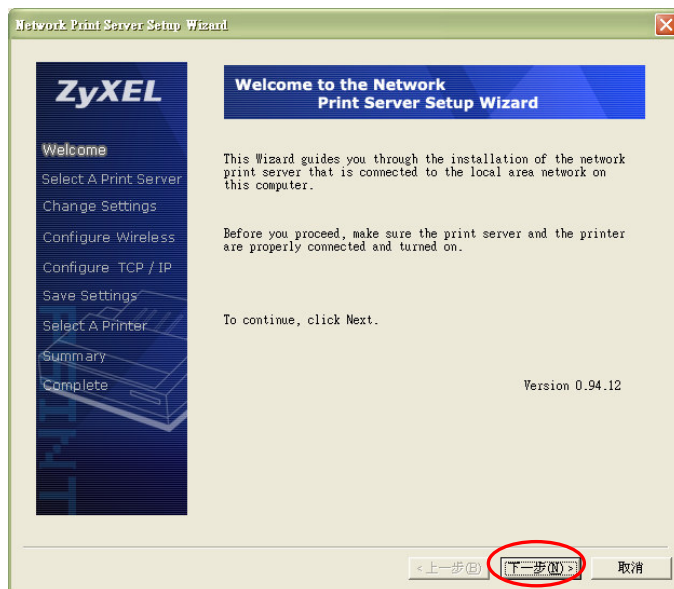 Network Print Server Setup Wizard
ZyXEL
Welcome
Select A Print Server
Change Settings
Configure Wireless
Configure TCP / IP
Save Settings
Select A Printer
Summary
Complete
PRINT
Welcome to the Network
Print Server Setup Wizard
This Wizard guides you through the installation of the network
print server that is connected to the local area network on
this computer.
Before you proceed, make sure the print server and the printer
are properly connected and turned on.
To continue, click Next.
Version 0.94.12
<上一步(B)
下一步(N)>
取消